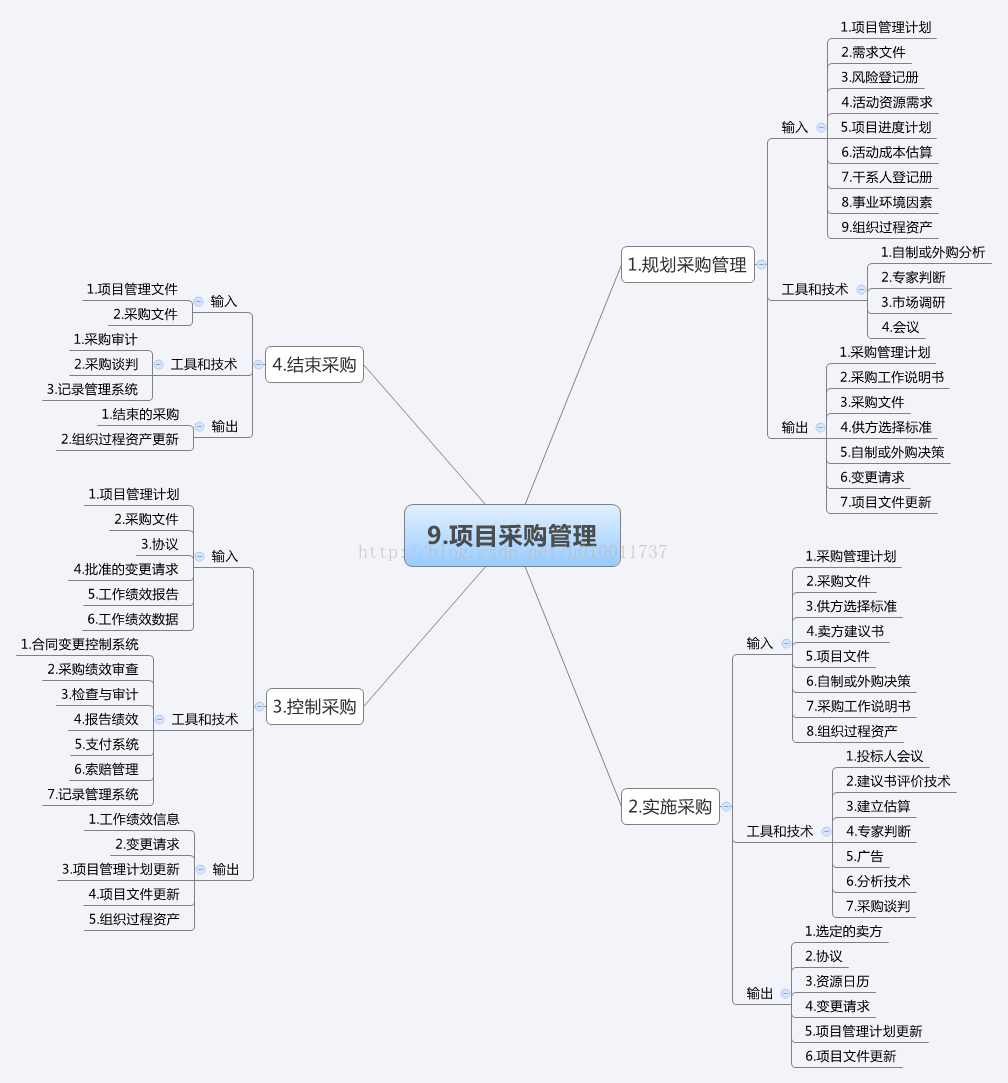 9.项目采购管理
http://blog.csdn.net/u010011737
1.规划采购管理
输入
1.项目管理计划
2.需求文件
3.风险登记册
4.活动资源需求
5.项目进度计划
6.活动成本估算
7.干系人登记册
8.事业环境因素
9.组织过程资产
工具和技术
1.自制或外购分析
2.专家判断
3.市场调研
4.会议
输出
1.采购管理计划
2.采购工作说明书
3.采购文件
4.供方选择标准
5.自制或外购决策
6.变更请求
7.项目文件更新
2.实施采购
输入
1.采购管理计划
2.采购文件
3.供方选择标准
4.卖方建议书
5.项目文件
6.自制或外购决策
7.采购工作说明书
8.组织过程资产
工具和技术
1.投标人会议
2.建议书评价技术
3.建立估算
4.专家判断
5.广告
6.分析技术
7.采购谈判
输出
1.选定的卖方
2.协议
3.资源日历
4.变更请求
5.项目管理计划更新
6.项目文件更新
3.控制采购
输入
1.项目管理计划
2.采购文件
3.协议
4.批准的变更请求
5.工作绩效报告
6.工作绩效数据
工具和技术
1.合同变更控制系统
2.采购绩效审查
3.检查与审计
4.报告绩效
5.支付系统
6.索赔管理
7.记录管理系统
输出
1.工作绩效信息
2.变更请求
3.项目管理计划更新
4.项目文件更新
5.组织过程资产
4.结束采购
输入
1.项目管理文件
2.采购文件
工具和技术
1.采购审计
2.采购谈判
3.记录管理系统
输出
1.结束的采购
2.组织过程资产更新